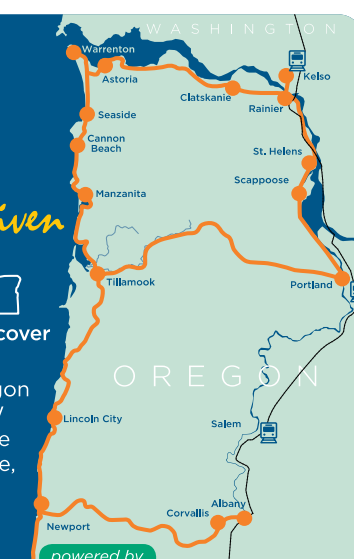 WASHINGTON
Warrenton
Astoria
Kelso
Clatskanie
Rainier
Seaside
Cannon
Beach
St. Helens
Scappoose
Manzanita
Tillamook
Portland
cover
OREGON
gon
Lincoln City
Salem
e
e,
Albany
Corvallis
Newport
powered by